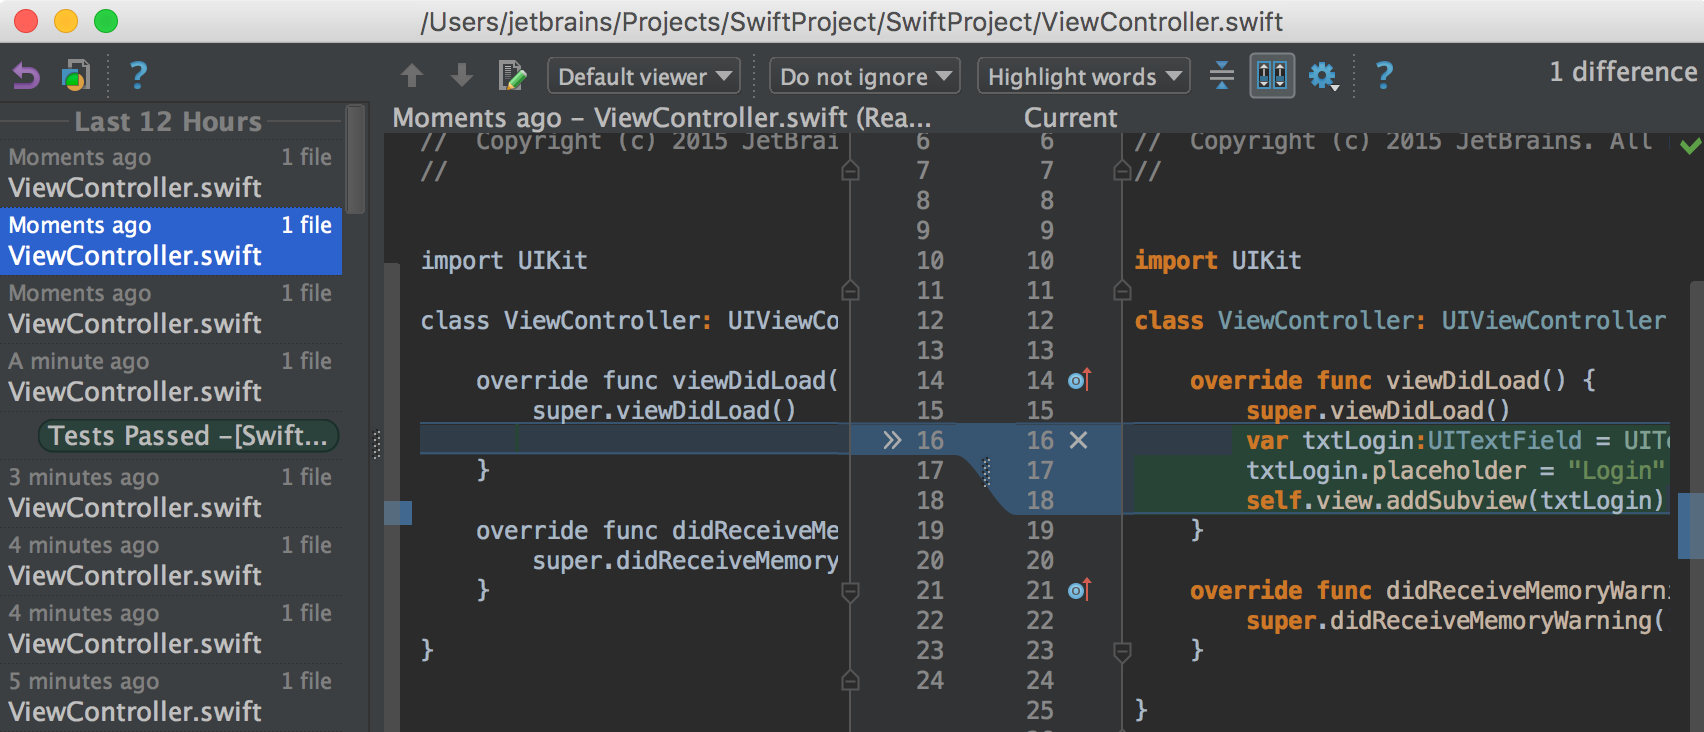 /Users/jetbrains/Projects/SwiftProject/SwiftProject/ViewController.swift
? Default viewer Do not ignore Highlight words ? 1 difference
Last 12 Hours
Moments ago 1 file
ViewController.swift
Moments ago 1 file
ViewController.swift
Moments ago 1 file
ViewController.swift
A minute ago 1 file
ViewController.swift
Tests Passed –[Swift...
3 minutes ago 1 file
ViewController.swift
4 minutes ago 1 file
ViewController.swift
4 minutes ago 1 file
ViewController.swift
5 minutes ago 1 file
ViewController.swift
Moments ago – ViewController.swift (Rea...
// Copyright (c) 2015 JetBrai 6
// 7
8
9
import UIKit 10
11
class ViewController: UIViewCo 12
13
override func viewDidLoad( 14
super.viewDidLoad() 15
» 16
} 17
18
override func didReceiveMe 19
super.didReceiveMemory 20
} 21
22
} 23
24
Current
6 // Copyright (c) 2015 JetBrains. All
7 //
8
9
10 import UIKit
11
12 class ViewController: UIViewController
13
14 override func viewDidLoad() {
15 super.viewDidLoad()
16 var txtLogin:UITextField = UITe
17 txtLogin.placeholder = "Login"
18 self.view.addSubview(txtLogin)
19 }
20
21 override func didReceiveMemoryWarni
22 super.didReceiveMemoryWarning(
23 }
24
25 }